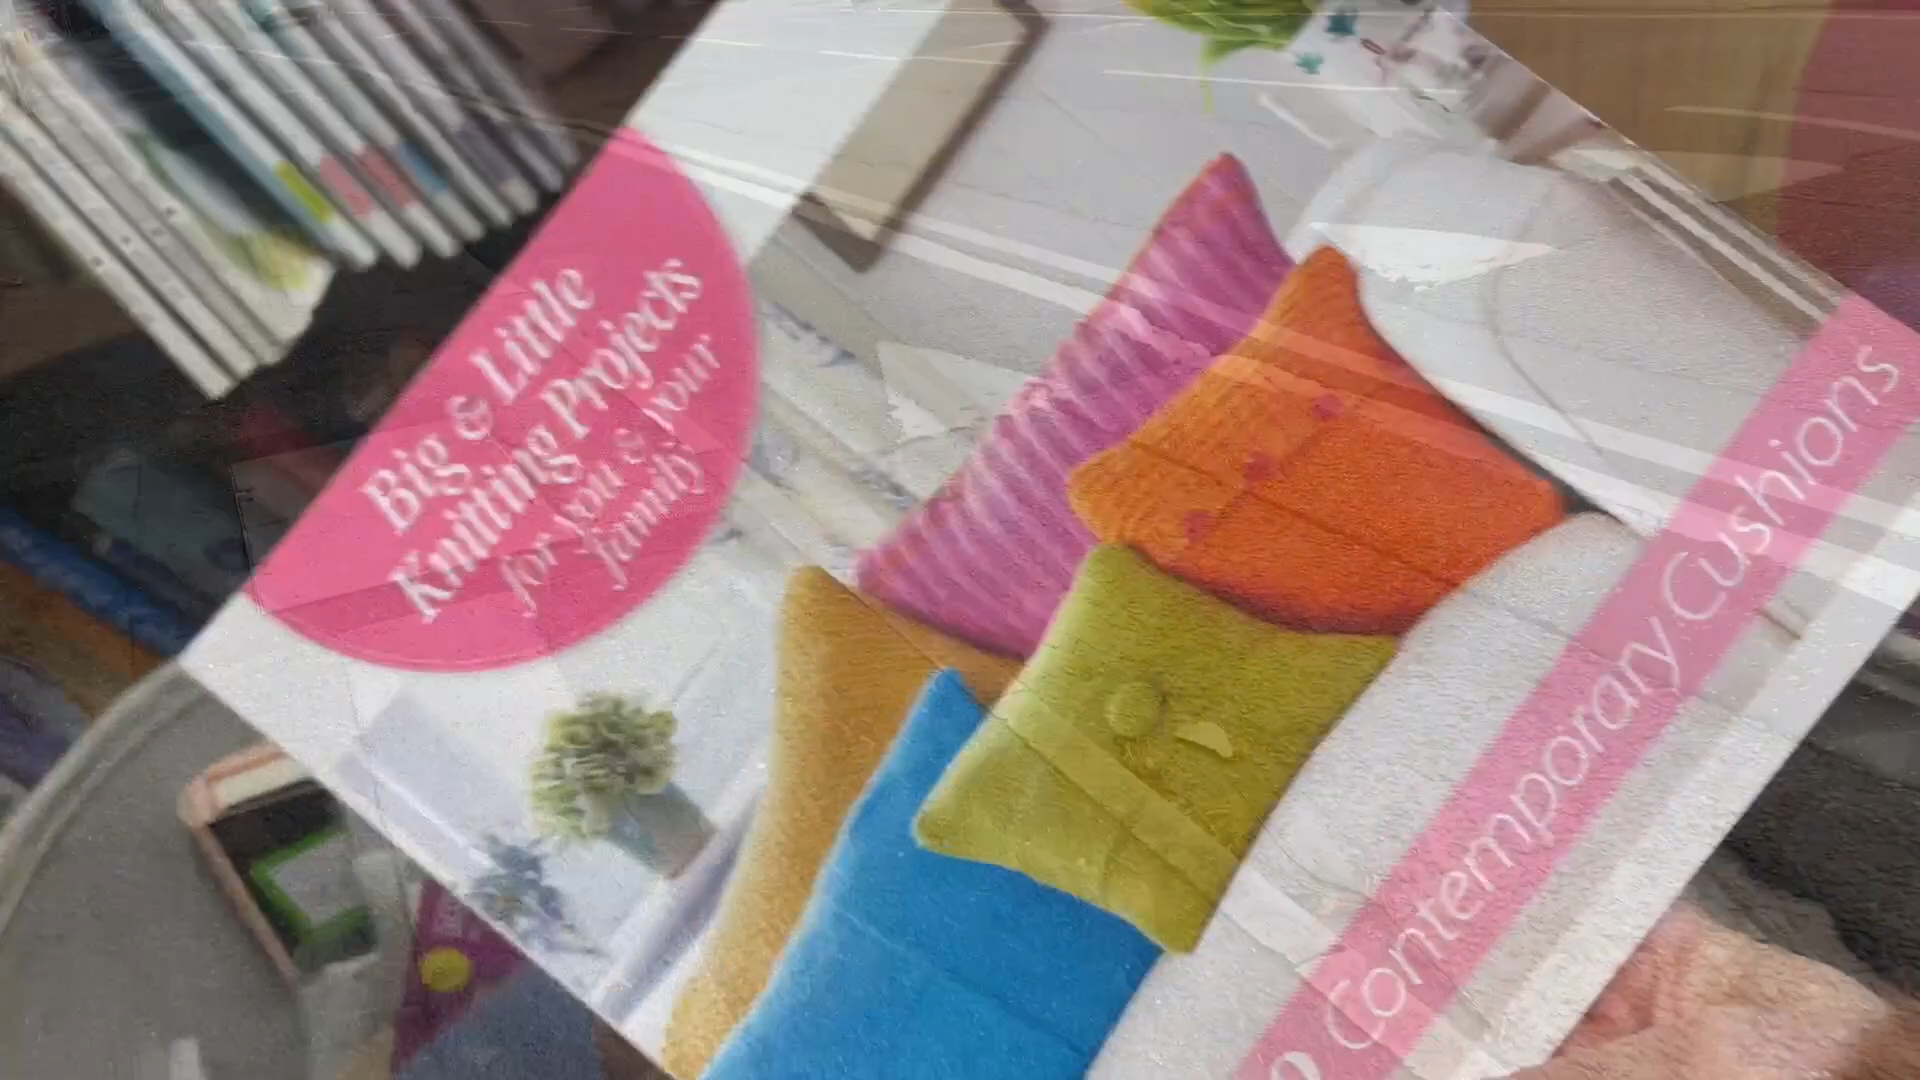 Big & Little
Knitting Projects
for you & your
family
Contemporary Cushions